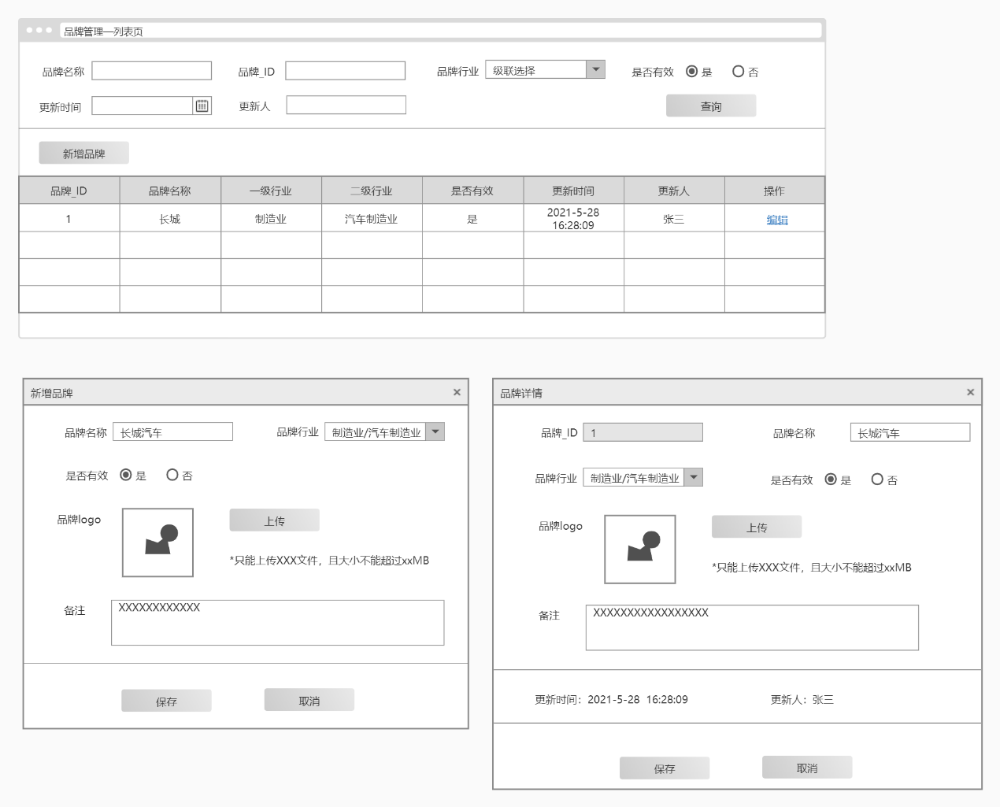 品牌管理—列表页
品牌名称 品牌_ID 品牌行业 级联选择 是否有效 是 否
更新时间 更新人 查询
新增品牌
品牌_ID 品牌名称 一级行业 二级行业 是否有效 更新时间 更新人 操作
1 长城 制造业 汽车制造业 是 2021-5-28 16:28:09 张三 编辑
新增品牌
品牌名称 长城汽车 品牌行业 制造业/汽车制造业
是否有效 是 否
品牌logo 上传
*只能上传XXX文件，且大小不能超过xxMB
备注 XXXXXXXXXXXX
保存 取消
品牌详情
品牌_ID 1 品牌名称 长城汽车
品牌行业 制造业/汽车制造业 是否有效 是 否
品牌logo 上传
*只能上传XXX文件，且大小不能超过xxMB
备注 XXXXXXXXXXXXXXXXX
更新时间：2021-5-28 16:28:09 更新人：张三
保存 取消